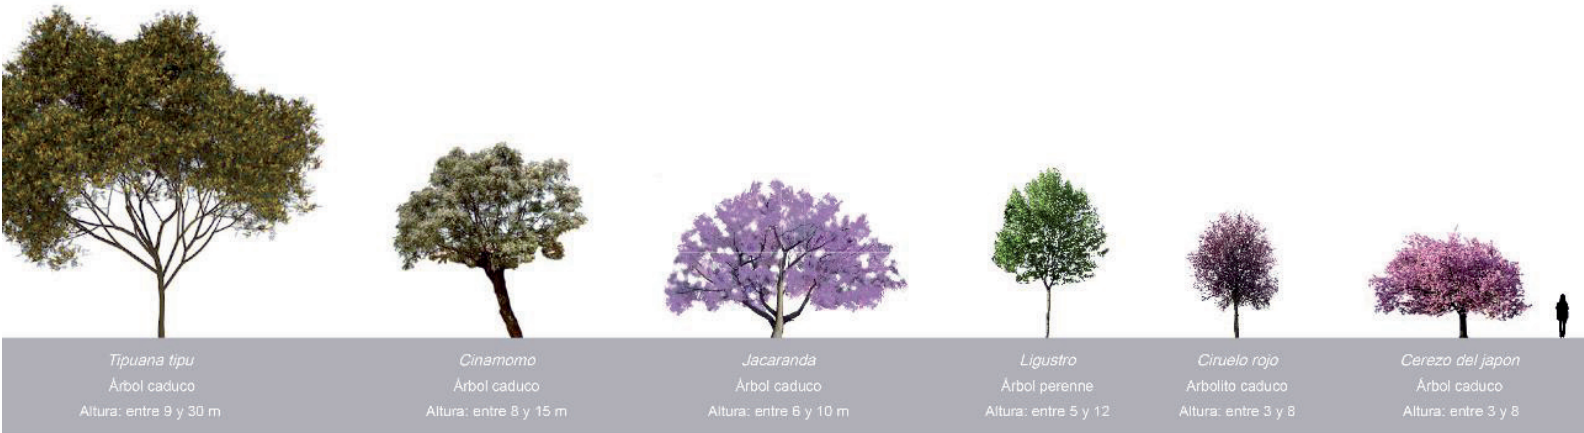 Tipuana tipu
Árbol caduco
Altura: entre 9 y 30 m
Cinamomo
Árbol caduco
Altura: entre 8 y 15 m
Jacaranda
Árbol caduco
Altura: entre 6 y 10 m
Ligustro
Árbol perenne
Altura: entre 5 y 12
Ciruelo rojo
Arbolito caduco
Altura: entre 3 y 8
Cerezo del japon
Árbol caduco
Altura: entre 3 y 8